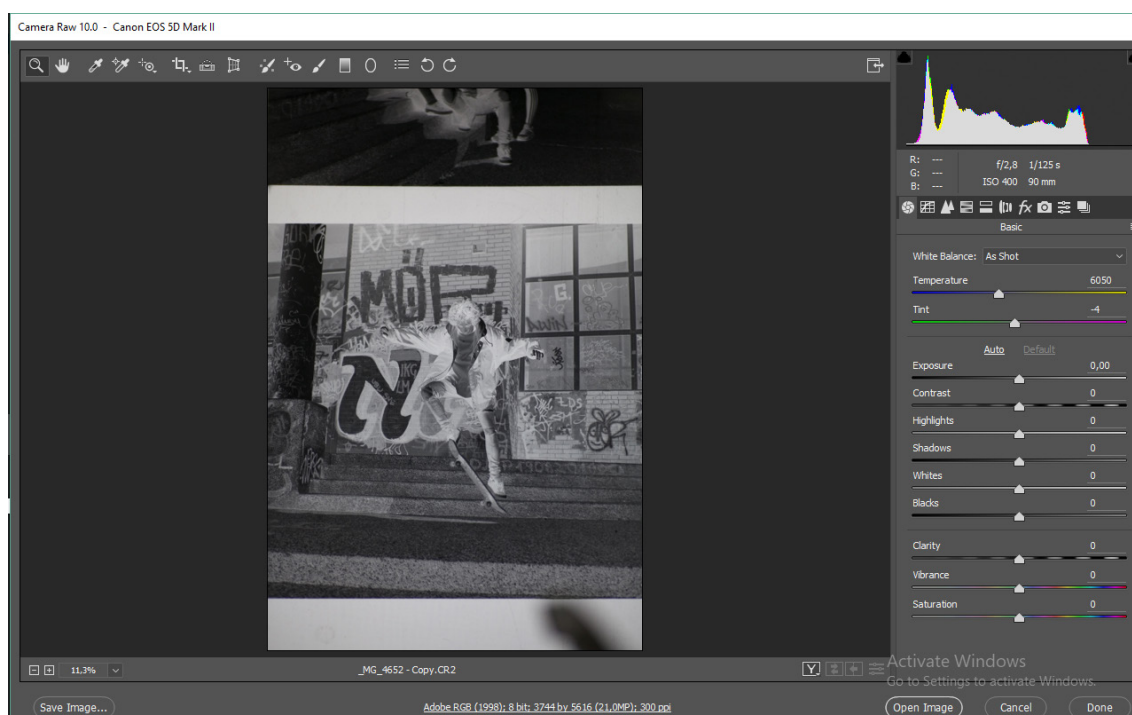 Camera Raw 10.0 - Canon EOS 5D Mark II
R: ---
G: ---
B: ---
f/2,8 1/125 s
ISO 400 90 mm
Basic
White Balance: As Shot
Temperature 6050
Tint -4
Auto Default
Exposure 0,00
Contrast 0
Highlights 0
Shadows 0
Whites 0
Blacks 0
Clarity 0
Vibrance 0
Saturation 0
MÖP
G.
N
11,3%
_MG_4652 - Copy.CR2
Y
Activate Windows
Go to Settings to activate Windows.
Save Image...
Adobe RGB (1998); 8 bit; 3744 by 5616 (21,0MP); 300 ppi
Open Image Cancel Done